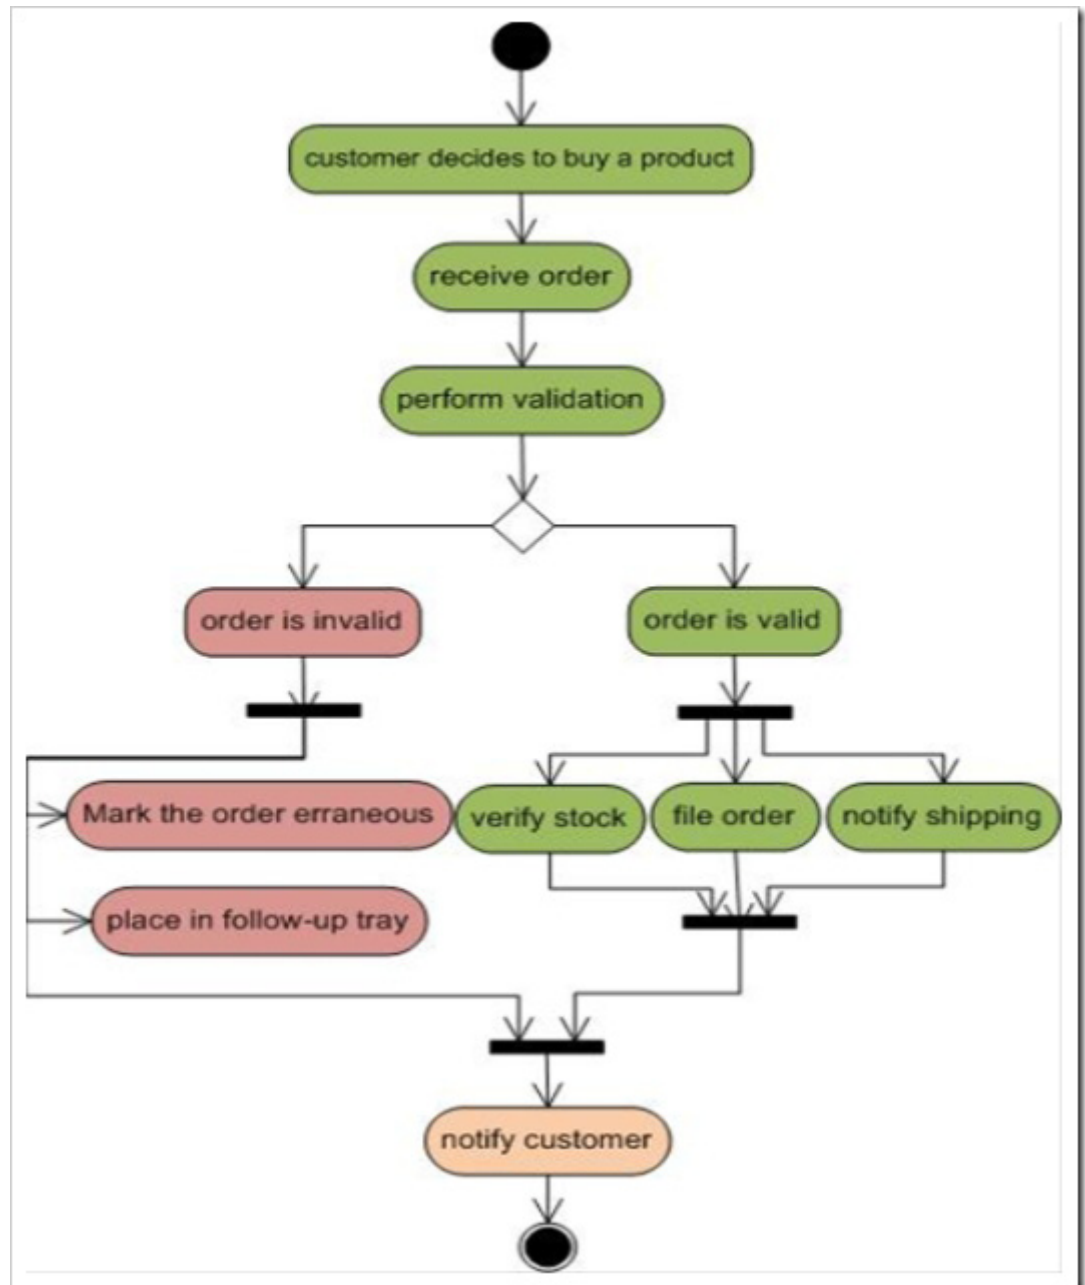 customer decides to buy a product
receive order
perform validation
order is invalid
order is valid
Mark the order erraneous
verify stock
file order
notify shipping
place in follow-up tray
notify customer